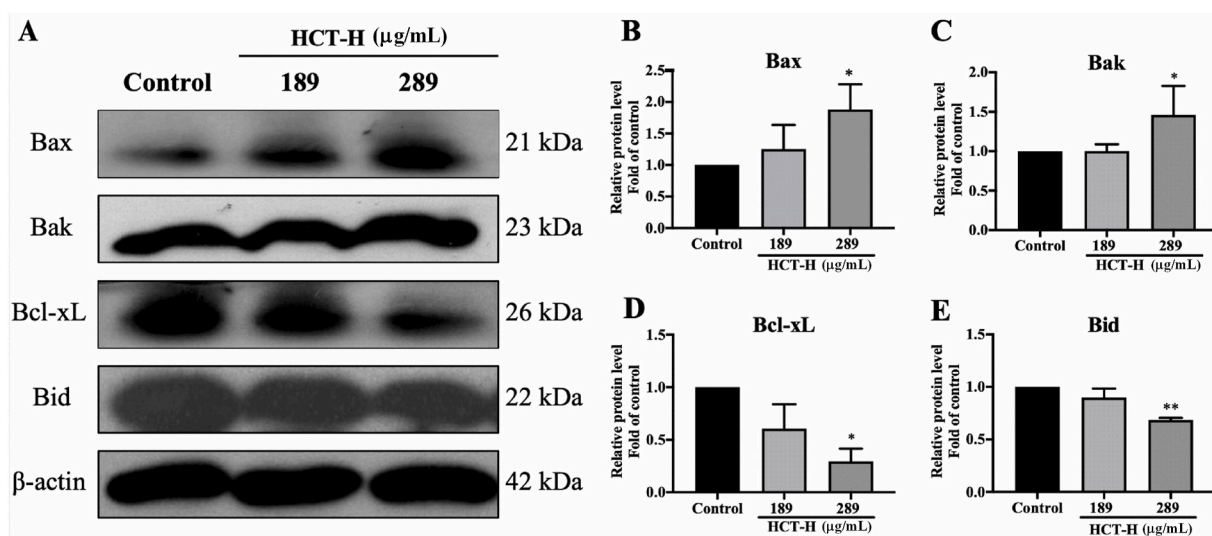 A
HCT-H (µg/mL)
Control 189 289
Bax 21 kDa
Bak 23 kDa
Bcl-xL 26 kDa
Bid 22 kDa
β-actin 42 kDa
B
Bax
Relative protein level
Fold of control
2.5
2.0
1.5
1.0
0.5
0.0
*
Control 189 289
HCT-H (µg/mL)
C
Bak
Relative protein level
Fold of control
2.0
1.5
1.0
0.5
0.0
*
Control 189 289
HCT-H (µg/mL)
D
Bcl-xL
Relative protein level
Fold of control
1.5
1.0
0.5
0.0
*
Control 189 289
HCT-H (µg/mL)
E
Bid
Relative protein level
Fold of control
1.5
1.0
0.5
0.0
**
Control 189 289
HCT-H (µg/mL)